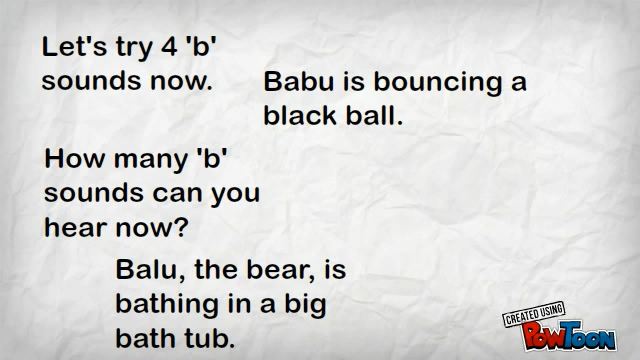 Let's try 4 'b'
sounds now.
Babu is bouncing a
black ball.
How many 'b'
sounds can you
hear now?
Balu, the bear, is
bathing in a big
bath tub.
CREATED USING
POWTOON